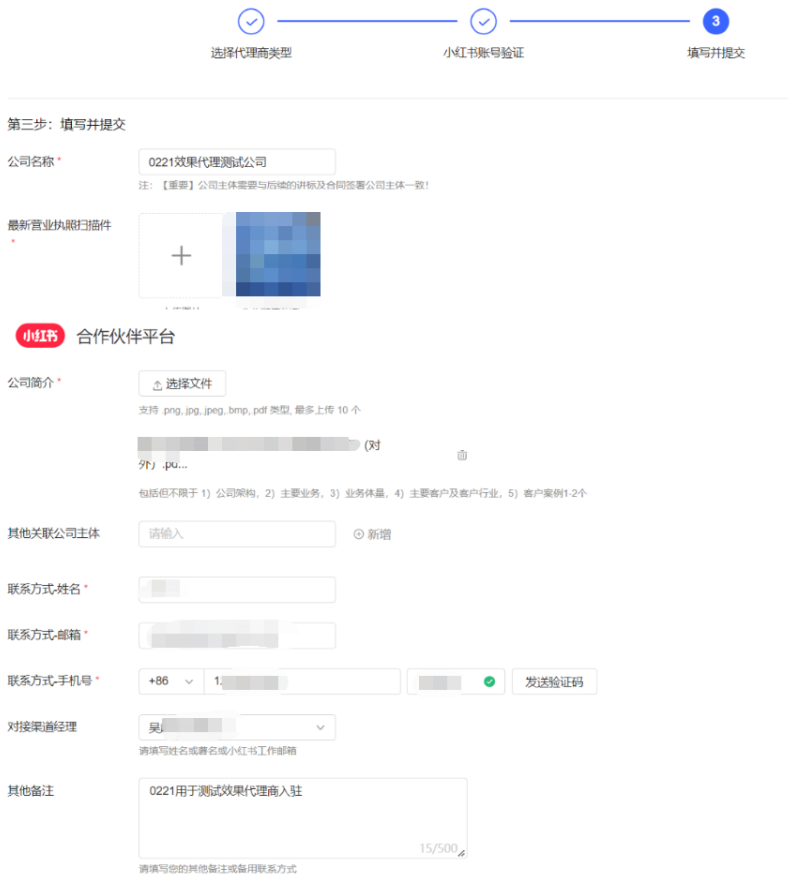 3
选择代理商类型
小红书账号验证
填写并提交
第三步：填写并提交
公司名称 *
0221效果代理测试公司
注：【重要】公司主体需要与后续的讲标及合同签署公司主体一致！
最新营业执照扫描件
*
小红书 合作伙伴平台
公司简介 *
选择文件
支持 .png,.jpg,.jpeg,.bmp,.pdf 类型, 最多上传 10 个
(对
外）.pd...
包括但不限于 1）公司架构，2）主要业务，3）业务体量，4）主要客户及客户行业，5）客户案例1-2个
其他关联公司主体
请输入
新增
联系方式-姓名 *
联系方式-邮箱 *
联系方式-手机号 *
+86
1
发送验证码
对接渠道经理
吴
请填写姓名或薯名或小红书工作邮箱
其他备注
0221用于测试效果代理商入驻
15/500
请填写您的其他备注或备用联系方式